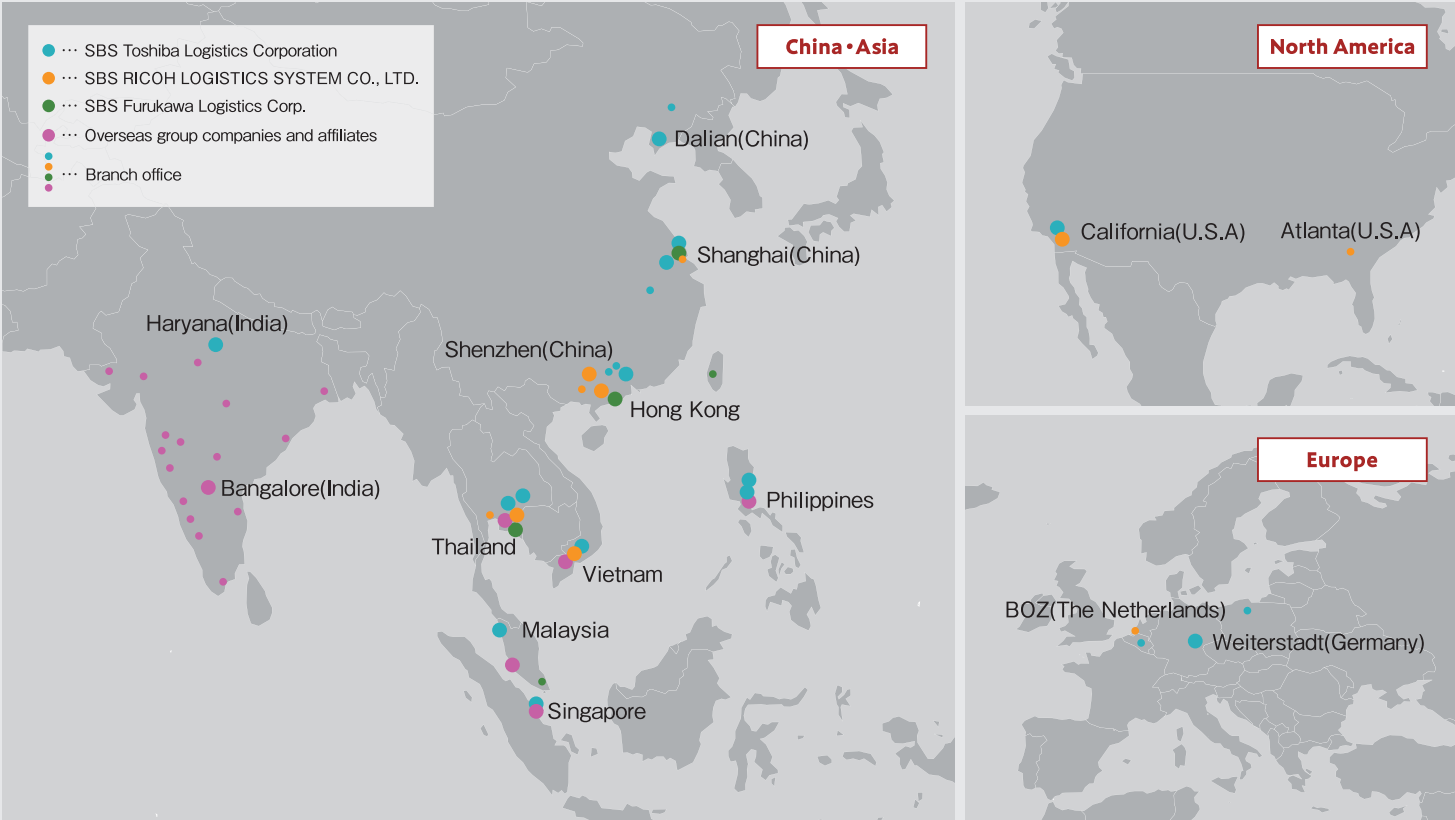 … SBS Toshiba Logistics Corporation
… SBS RICOH LOGISTICS SYSTEM CO., LTD.
… SBS Furukawa Logistics Corp.
… Overseas group companies and affiliates
… Branch office
China•Asia
Dalian(China)
Shanghai(China)
Haryana(India)
Shenzhen(China)
Hong Kong
Bangalore(India)
Philippines
Thailand
Vietnam
Malaysia
Singapore
North America
California(U.S.A)
Atlanta(U.S.A)
Europe
BOZ(The Netherlands)
Weiterstadt(Germany)